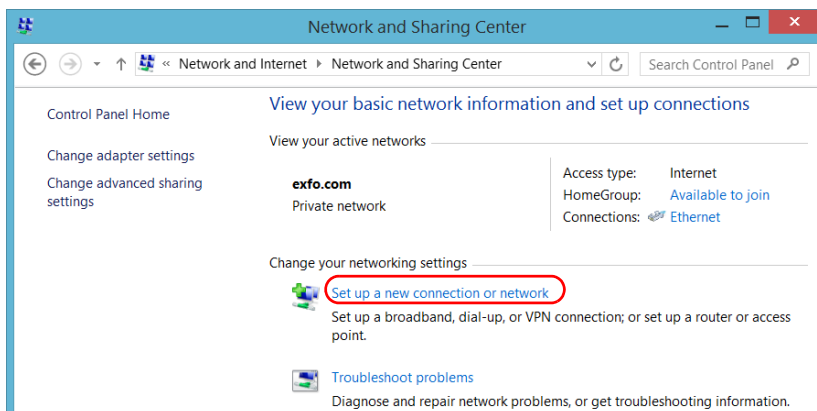 Network and Sharing Center
« Network and Internet Network and Sharing Center
Search Control Panel
Control Panel Home
Change adapter settings
Change advanced sharing
settings
View your basic network information and set up connections
View your active networks
exfo.com
Private network
Access type: Internet
HomeGroup: Available to join
Connections: Ethernet
Change your networking settings
Set up a new connection or network
Set up a broadband, dial-up, or VPN connection; or set up a router or access
point.
Troubleshoot problems
Diagnose and repair network problems, or get troubleshooting information.